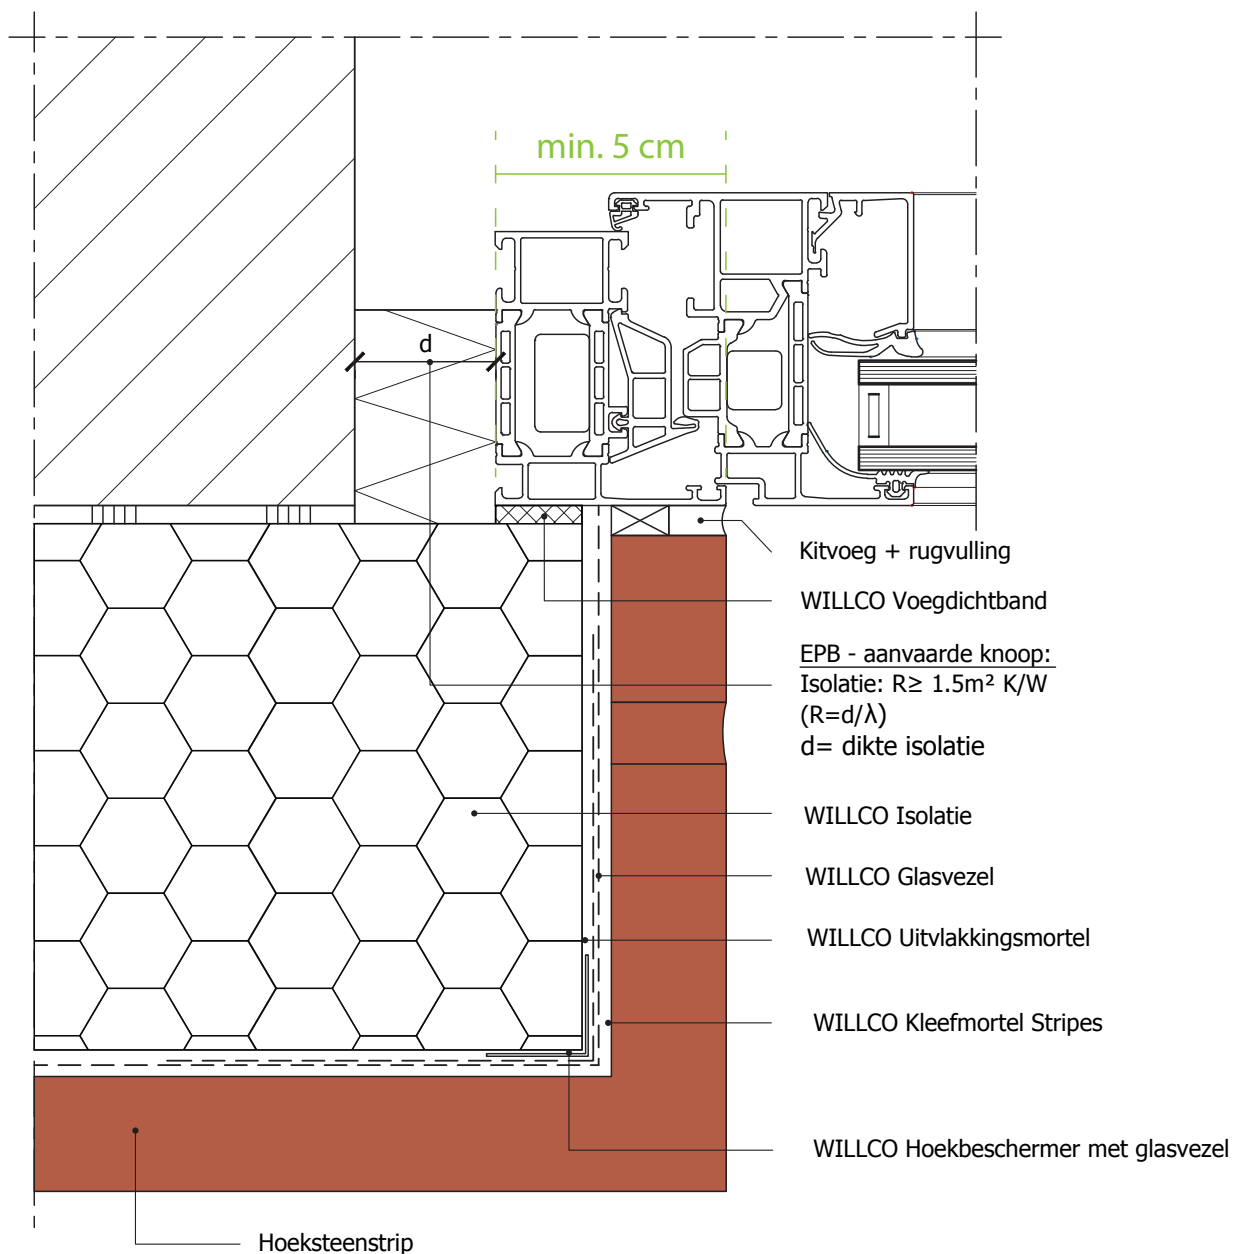 min. 5 cm
d
Kitvoeg + rugvulling
WILLCO Voegdichtband
EPB - aanvaarde knoop:
Isolatie: R≥ 1.5m² K/W
(R=d/λ)
d= dikte isolatie
WILLCO Isolatie
WILLCO Glasvezel
WILLCO Uitvlakkingsmortel
WILLCO Kleefmortel Stripes
WILLCO Hoekbeschermer met glasvezel
Hoeksteenstrip